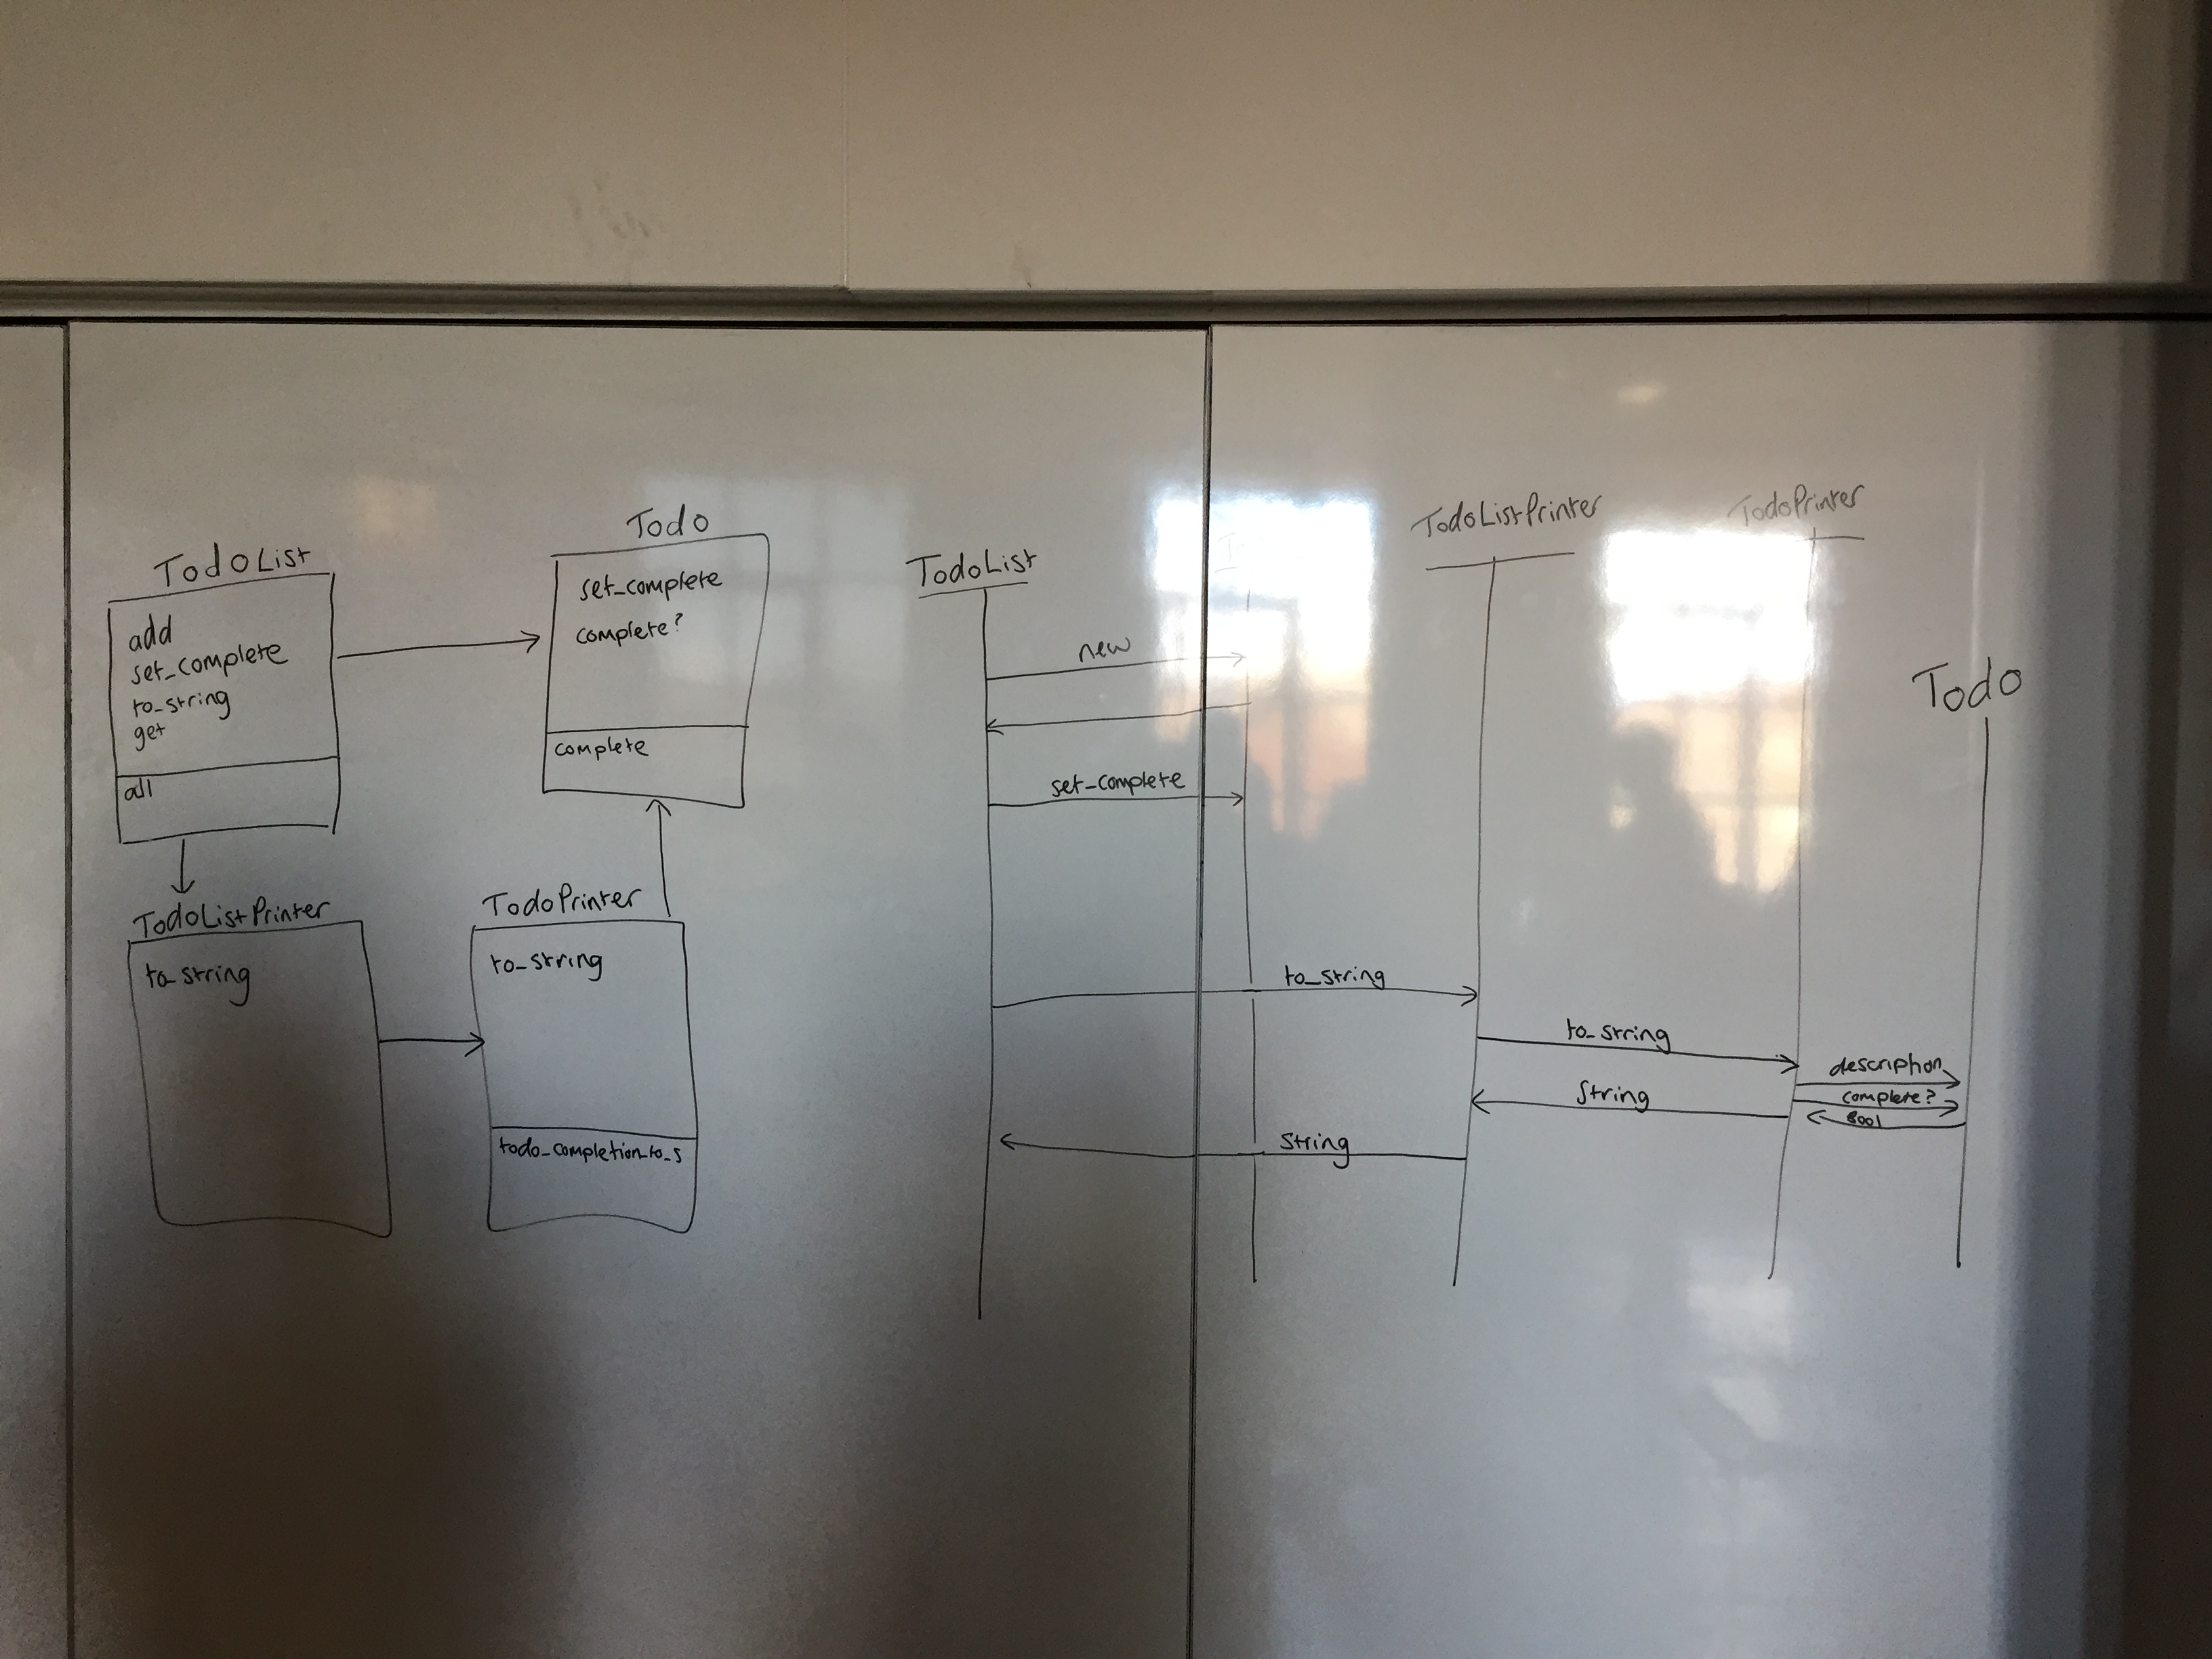 TodoList
add
set_complete
to_string
get
all
Todo
set_complete
complete?
complete
TodoListPrinter
to_string
TodoPrinter
to_string
todo_completion_to_s
TodoList
TodoListPrinter
TodoPrinter
Todo
new
set_complete
to_string
to_string
description
complete?
Bool
String
String